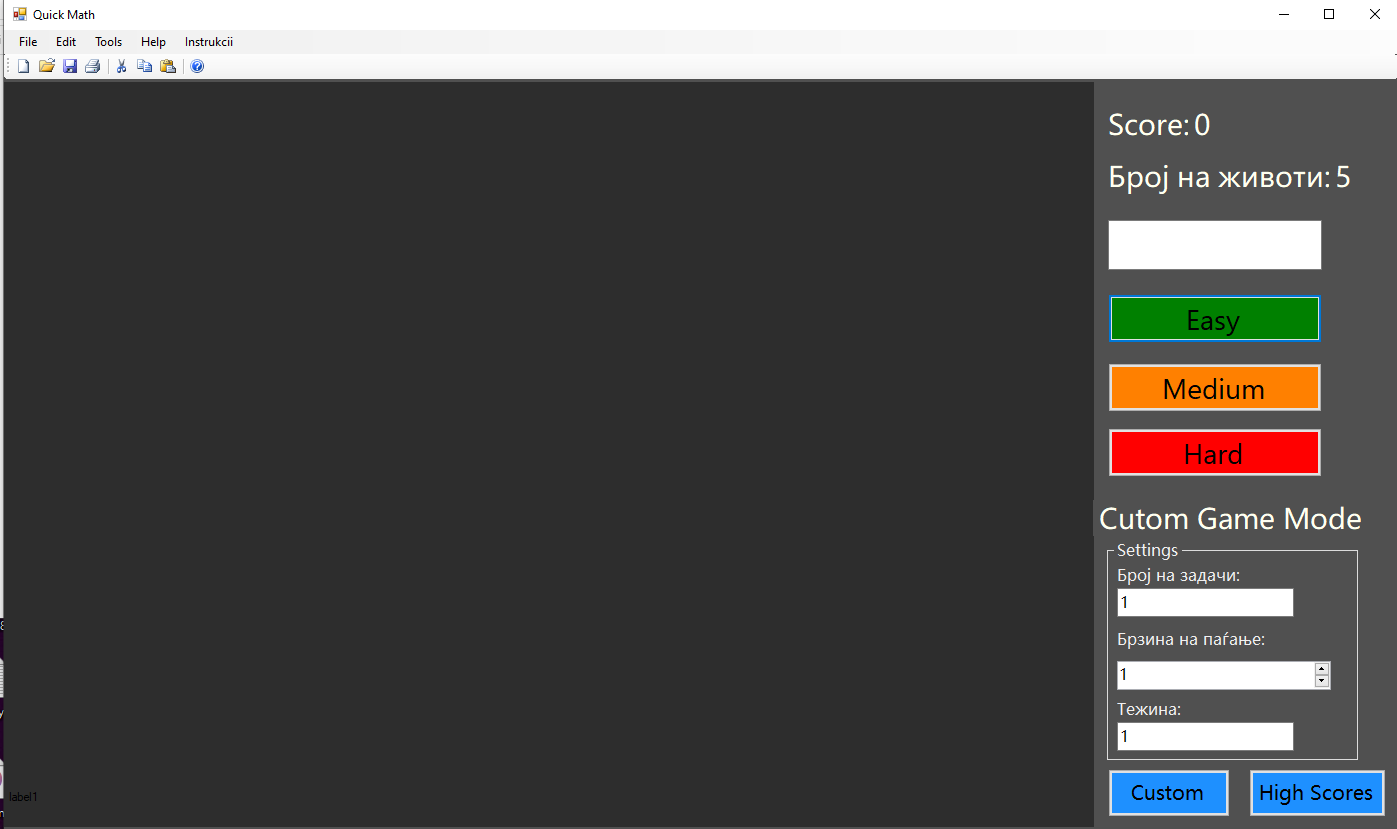 Quick Math
File Edit Tools Help Instrukcii
Score: 0
Број на животи: 5
Easy
Medium
Hard
Cutom Game Mode
Settings
Број на задачи:
1
Брзина на паѓање:
1
Тежина:
1
label1
Custom High Scores